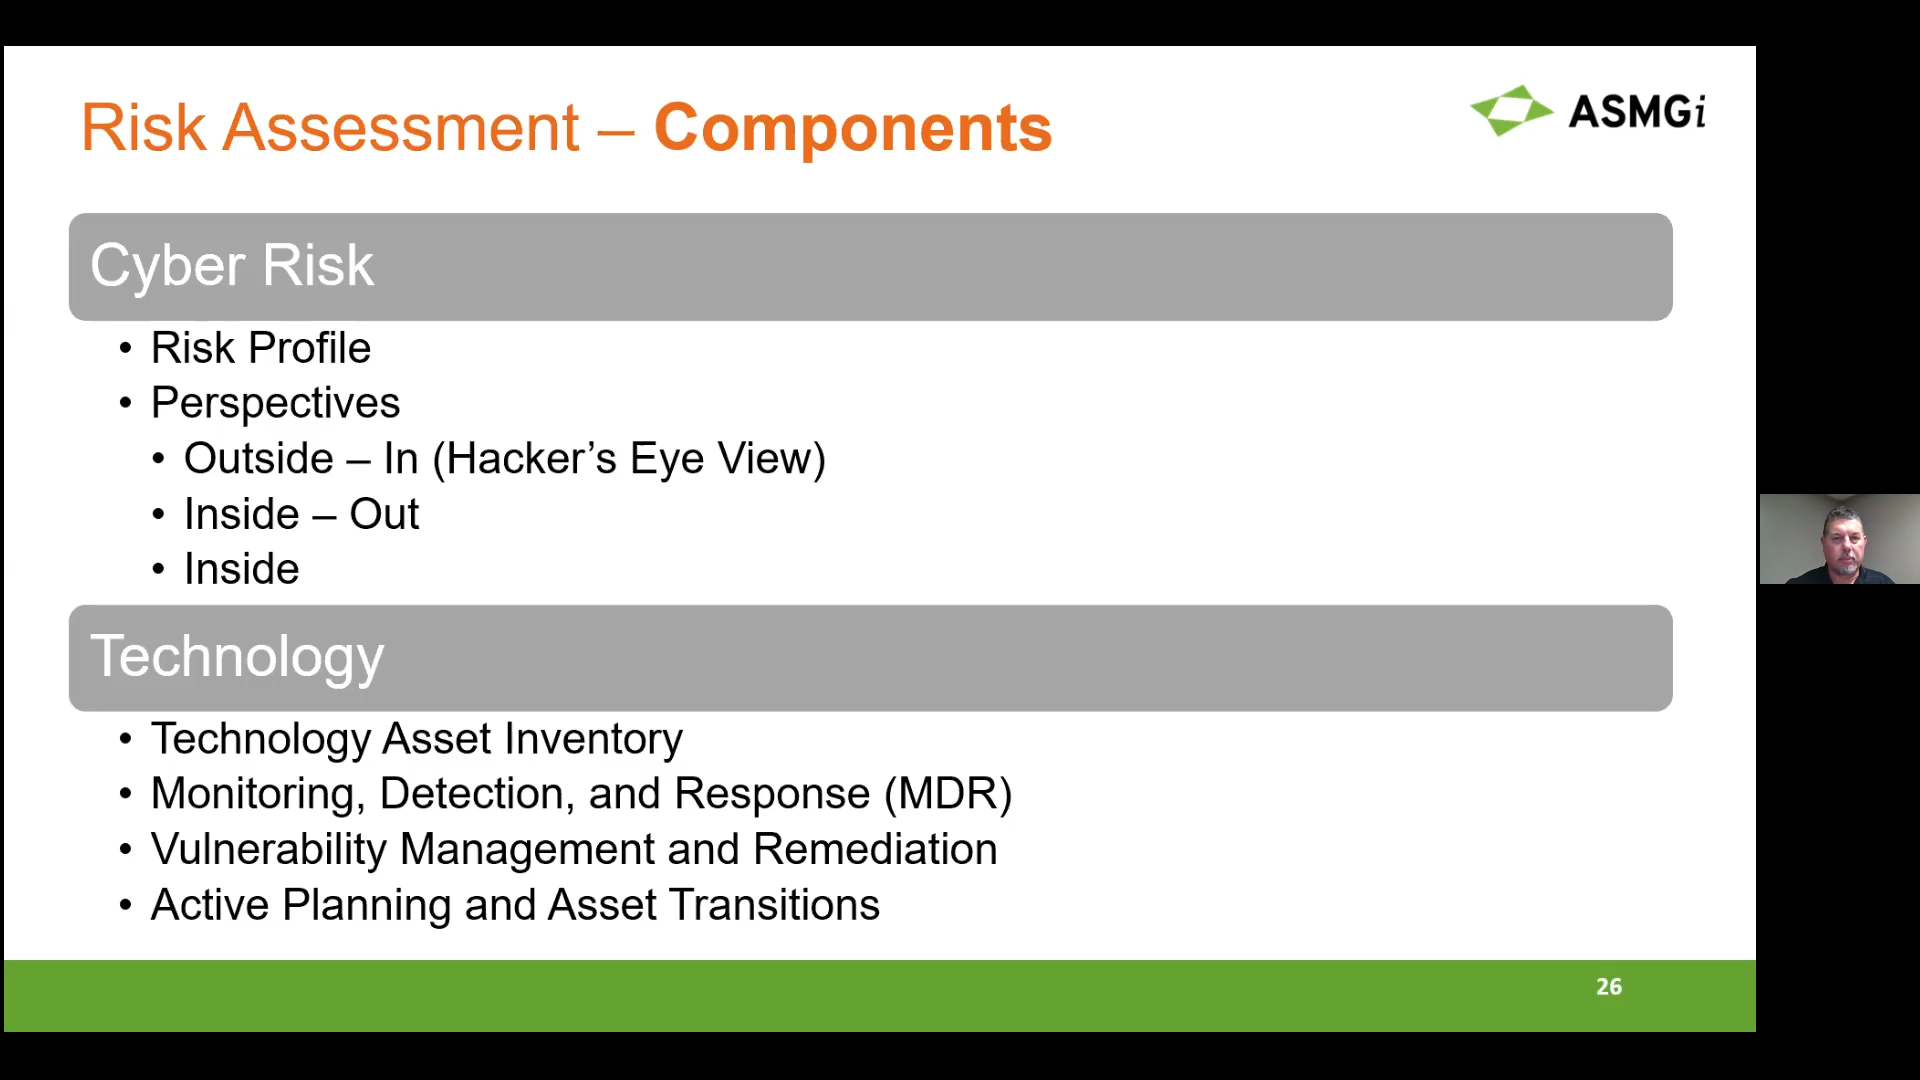 Risk Assessment – Components
ASMGi
Cyber Risk
• Risk Profile
• Perspectives
• Outside – In (Hacker’s Eye View)
• Inside – Out
• Inside
Technology
• Technology Asset Inventory
• Monitoring, Detection, and Response (MDR)
• Vulnerability Management and Remediation
• Active Planning and Asset Transitions
26